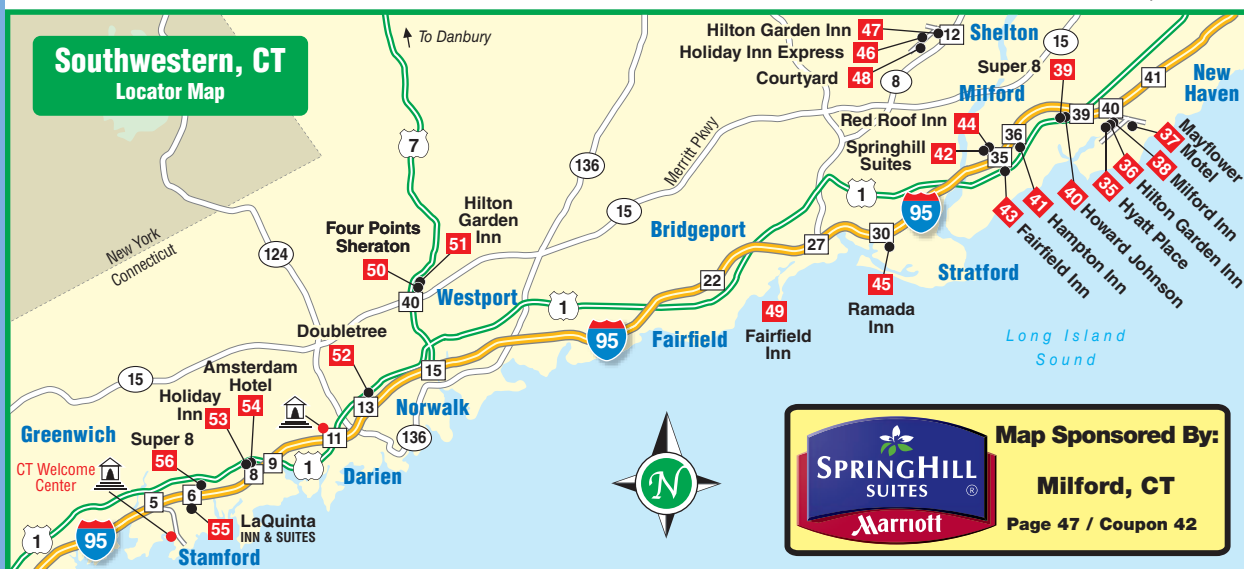 Southwestern, CT
Locator Map
To Danbury
7
136
Merritt Pkwy
15
New York
Connecticut
124
Four Points
Sheraton
50
Hilton
Garden
Inn
51
40
Westport
Doubletree
52
15
Amsterdam
Hotel
54
Holiday
Inn
53
Greenwich
Super 8
56
CT Welcome
Center
5
6
8
9
11
13
15
1
95
55
LaQuinta
INN & SUITES
Stamford
1
Darien
136
Norwalk
1
95
Fairfield
22
Bridgeport
27
49
Fairfield
Inn
30
45
Ramada
Inn
Stratford
1
95
Hilton Garden Inn
47
Holiday Inn Express
46
Courtyard
48
12
Shelton
15
8
Super 8
39
Milford
Red Roof Inn
44
Springhill
Suites
42
35
36
39
40
41
New
Haven
37
Mayflower
Motel
38
Milford Inn
36
Hilton Garden Inn
35
Hyatt Place
40
Howard Johnson
41
Hampton Inn
43
Fairfield Inn
Long Island
Sound
N
SPRINGHILL
SUITES
®
Marriott
Map Sponsored By:
Milford, CT
Page 47 / Coupon 42